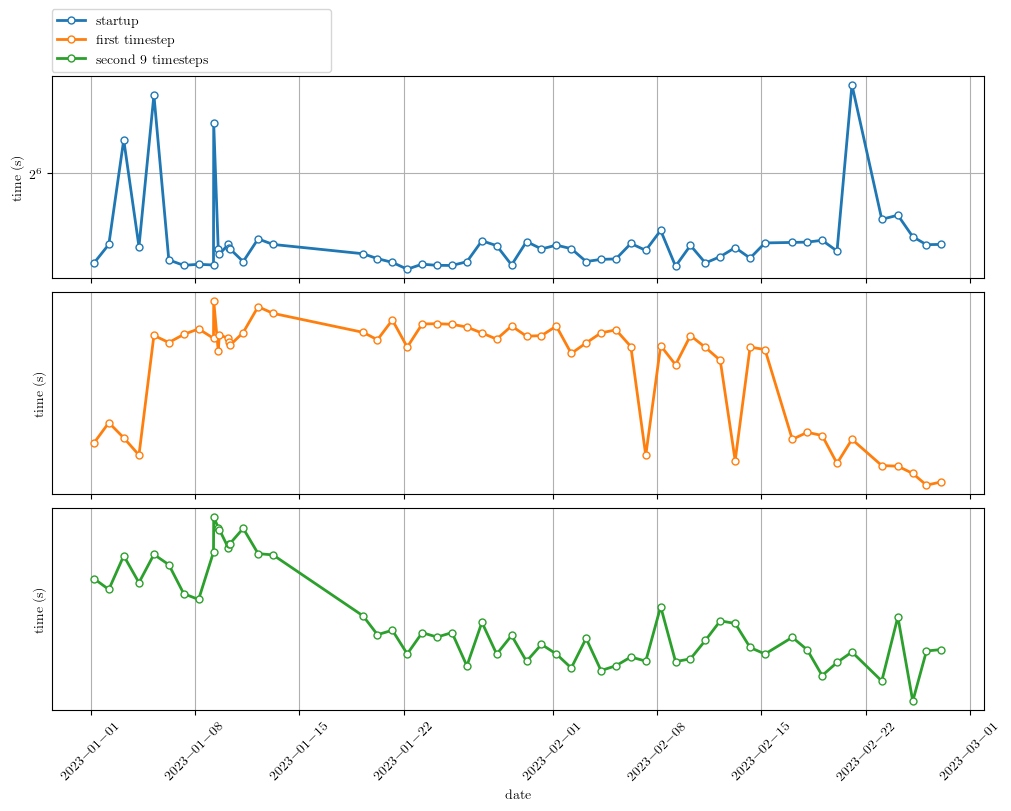 startup
first timestep
second 9 timesteps
time (s)
2⁶
time (s)
time (s)
2023−01−01
2023−01−08
2023−01−15
2023−01−22
2023−02−01
2023−02−08
2023−02−15
2023−02−22
2023−03−01
date